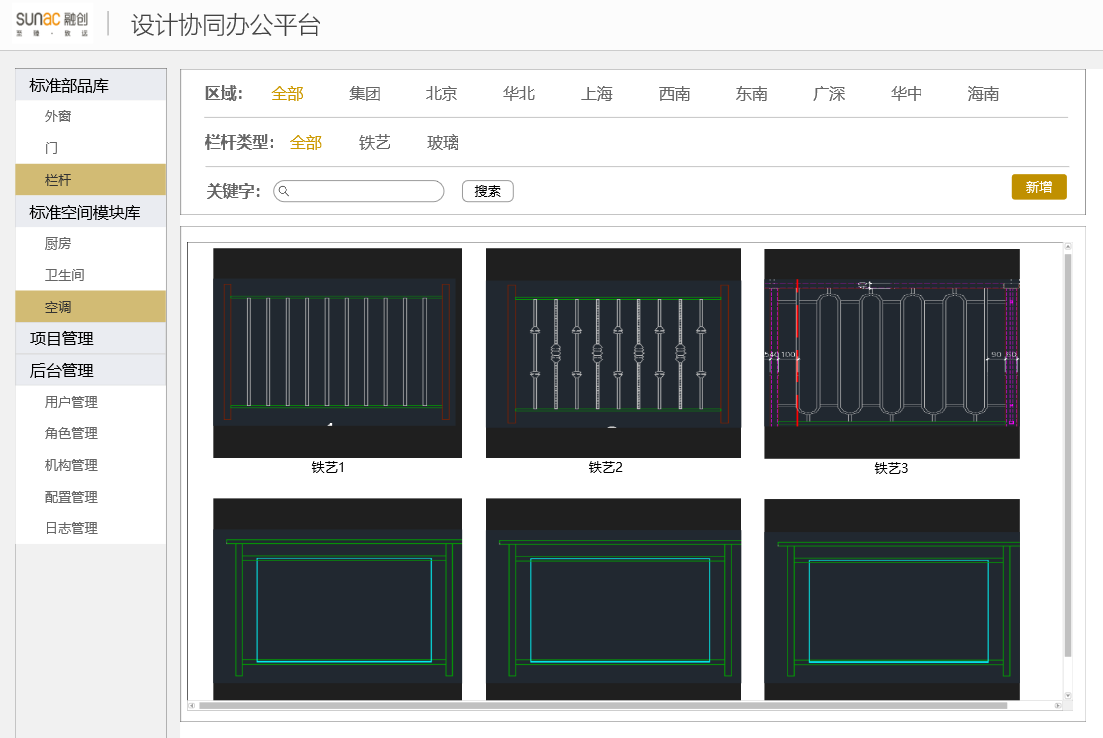 sunac 融创
至臻·致远
设计协同办公平台
标准部品库
外窗
门
栏杆
标准空间模块库
厨房
卫生间
空调
项目管理
后台管理
用户管理
角色管理
机构管理
配置管理
日志管理
区域: 全部 集团 北京 华北 上海 西南 东南 广深 华中 海南
栏杆类型: 全部 铁艺 玻璃
关键字: 搜索 新增
540 100 90 60
铁艺1 铁艺2 铁艺3